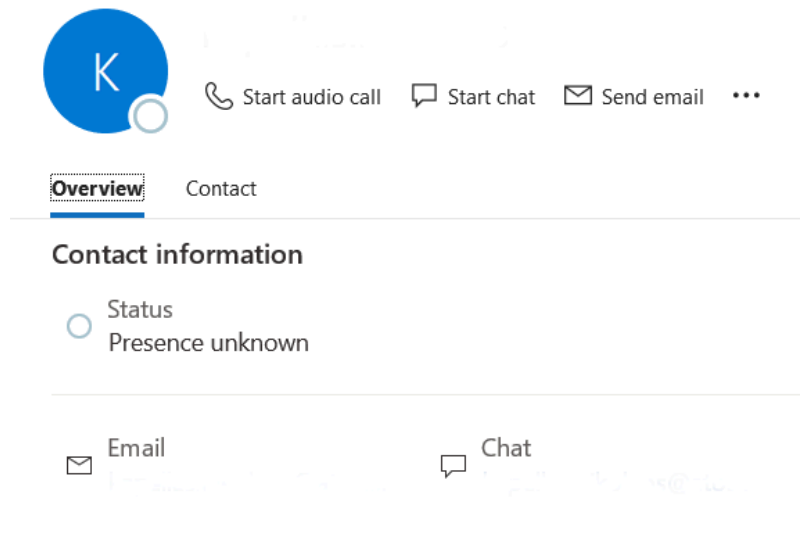 K
Start audio call Start chat Send email
Overview Contact
Contact information
Status
Presence unknown
Email Chat